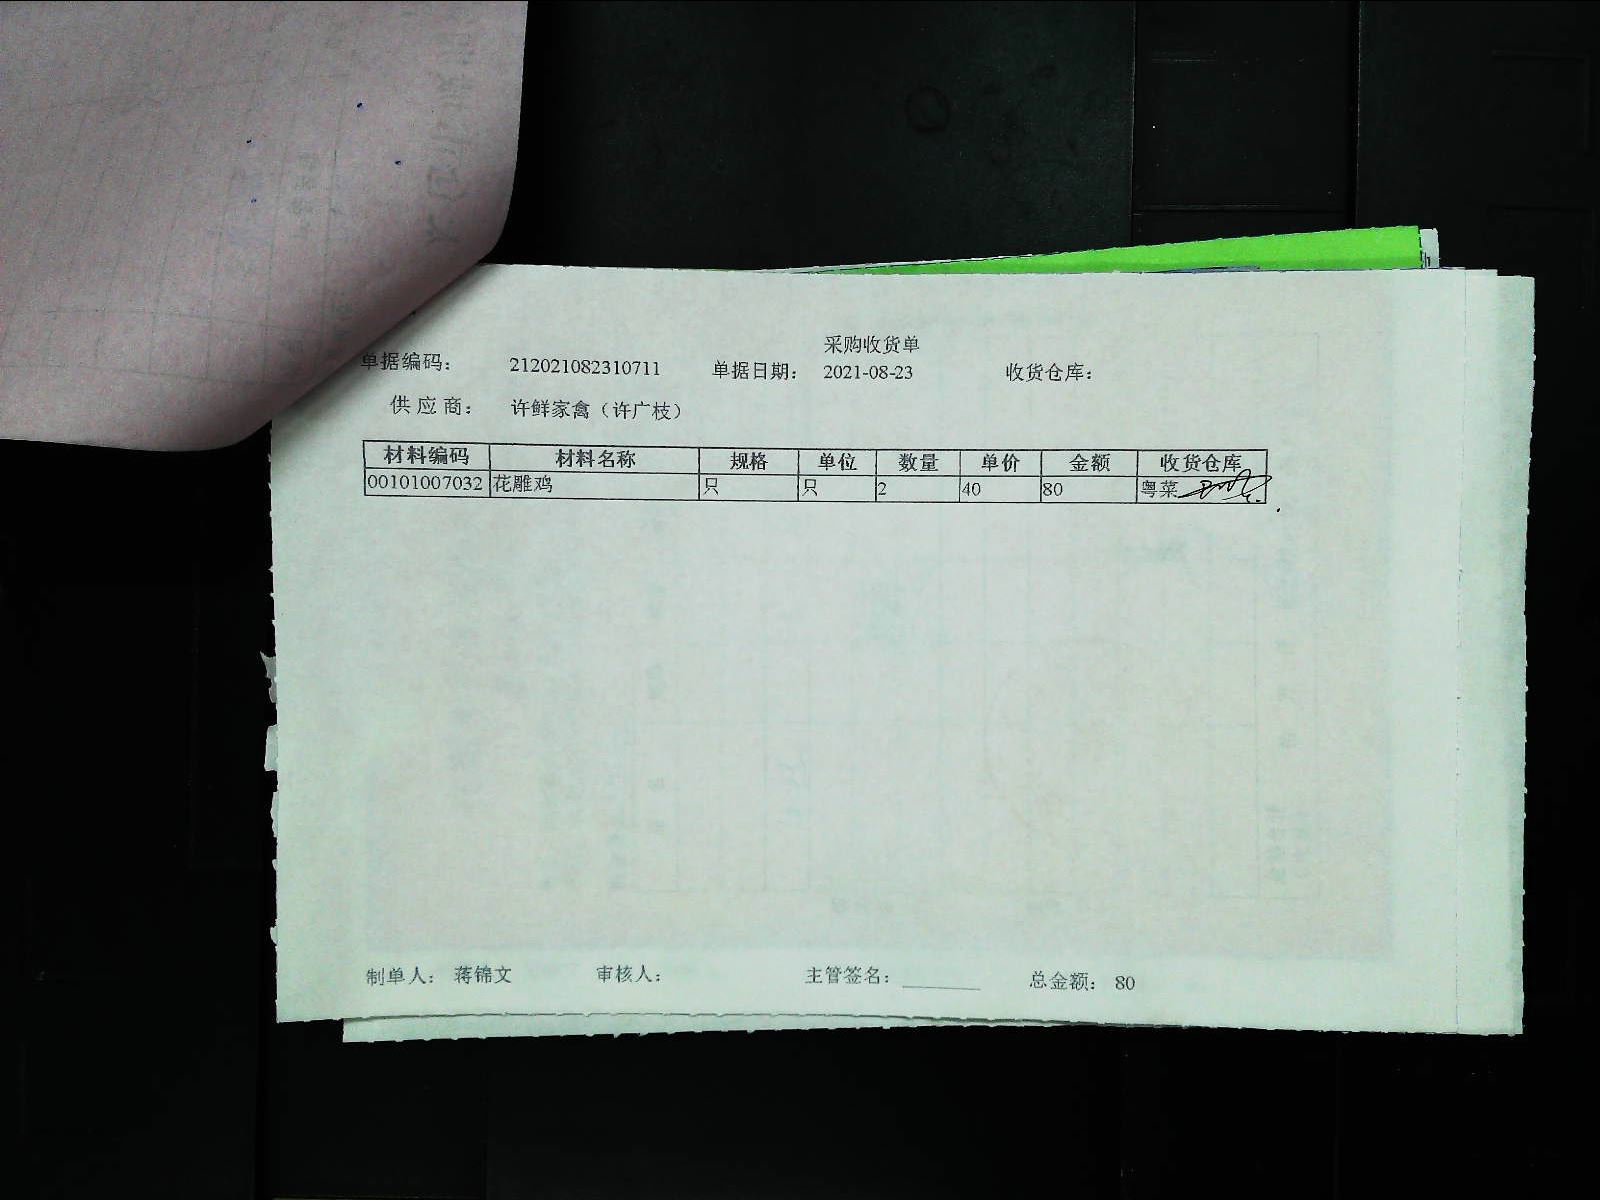 采购收货单
单据编码： 212021082310711 单据日期： 2021-08-23 收货仓库：
供应商： 许鲜家禽（许广枝）
材料编码 材料名称 规格 单位 数量 单价 金额 收货仓库
00101007032 花雕鸡 只 只 2 40 80 粤菜
制单人： 蒋锦文 审核人： 主管签名： 总金额： 80